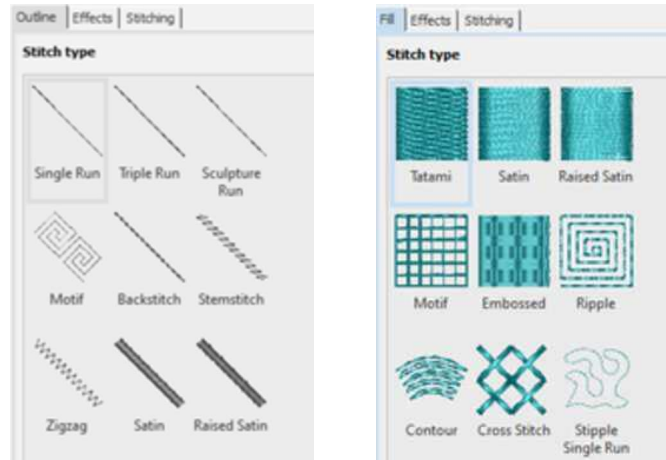 Outline Effects Stitching
Stitch type
Single Run Triple Run Sculpture
Run
Motif Backstitch Stemstitch
Zigzag Satin Raised Satin
Fill Effects Stitching
Stitch type
Tatami Satin Raised Satin
Motif Embossed Ripple
Contour Cross Stitch Stipple
Single Run